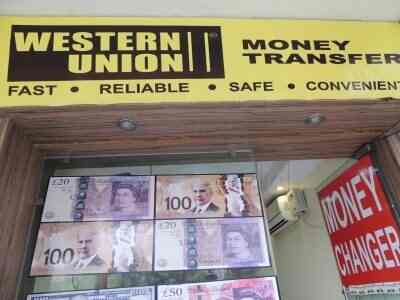 WESTERN
UNION
MONEY
TRANSFER
FAST • RELIABLE • SAFE • CONVENIENT
£20
100
100
£20
£50
MONEY
CHANGER